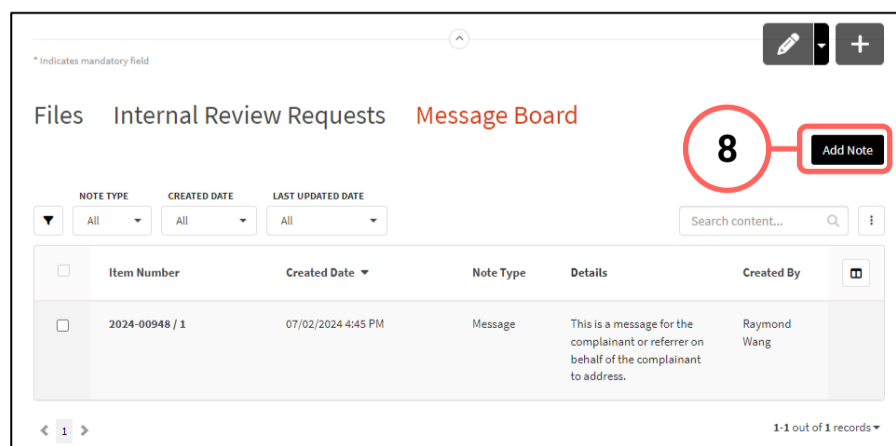 * Indicates mandatory field
Files Internal Review Requests Message Board
8
Add Note
NOTE TYPE CREATED DATE LAST UPDATED DATE
All All All Search content...
Item Number Created Date Note Type Details Created By
2024-00948 / 1 07/02/2024 4:45 PM Message This is a message for the Raymond
complainant or referrer on Wang
behalf of the complainant
to address.
1 1-1 out of 1 records